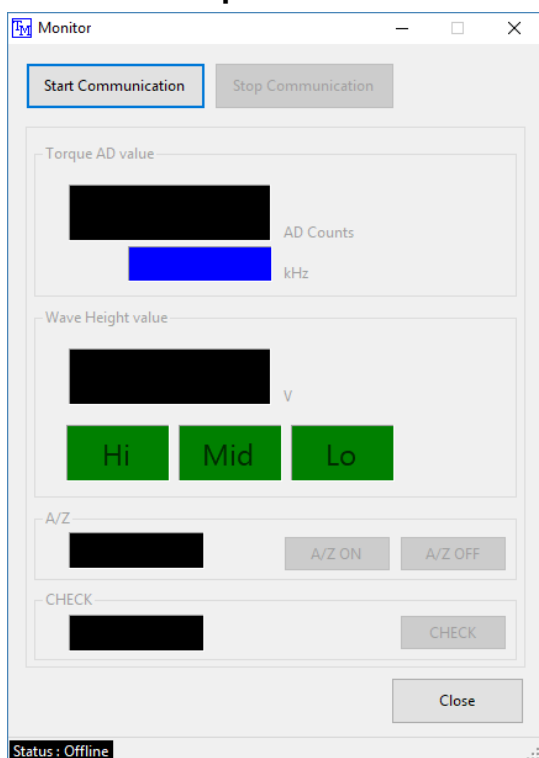 TM Monitor
Start Communication Stop Communication
Torque AD value
AD Counts
kHz
Wave Height value
V
Hi Mid Lo
A/Z
A/Z ON A/Z OFF
CHECK
CHECK
Close
Status : Offline